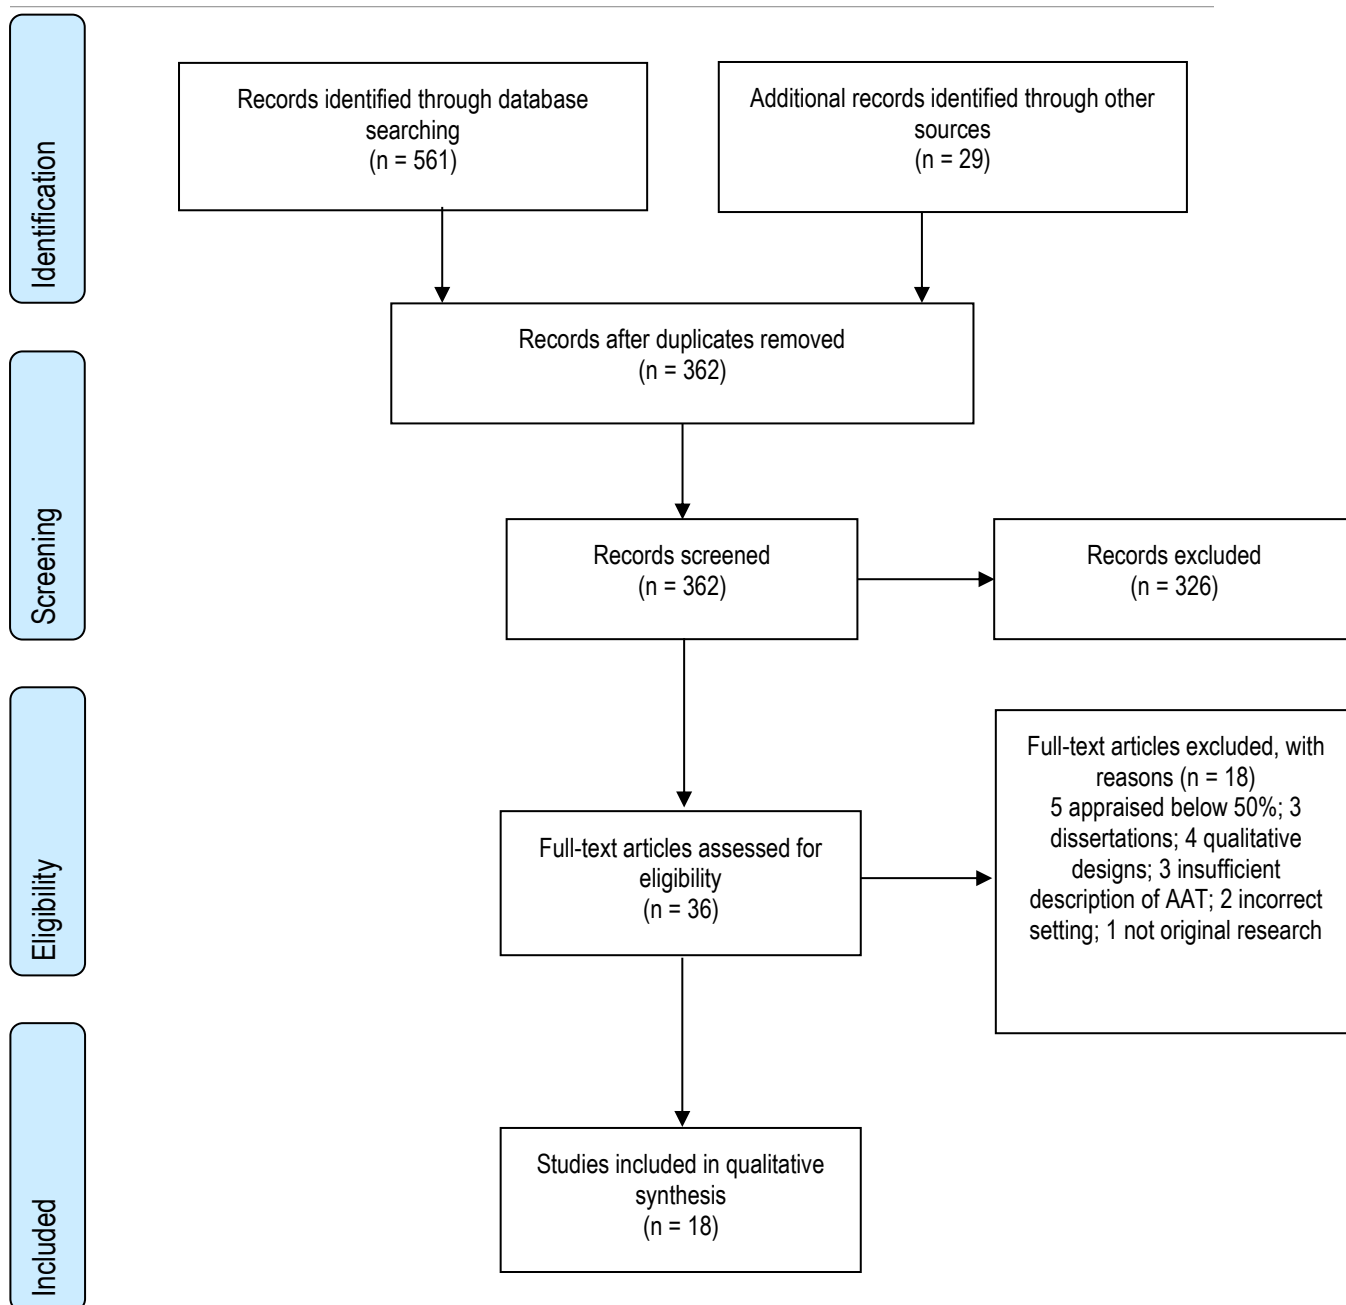 Identification
Records identified through database
searching
(n = 561)
Additional records identified through other
sources
(n = 29)
Records after duplicates removed
(n = 362)
Screening
Records screened
(n = 362)
Records excluded
(n = 326)
Eligibility
Full-text articles assessed for
eligibility
(n = 36)
Full-text articles excluded, with
reasons (n = 18)
5 appraised below 50%; 3
dissertations; 4 qualitative
designs; 3 insufficient
description of AAT; 2 incorrect
setting; 1 not original research
Included
Studies included in qualitative
synthesis
(n = 18)